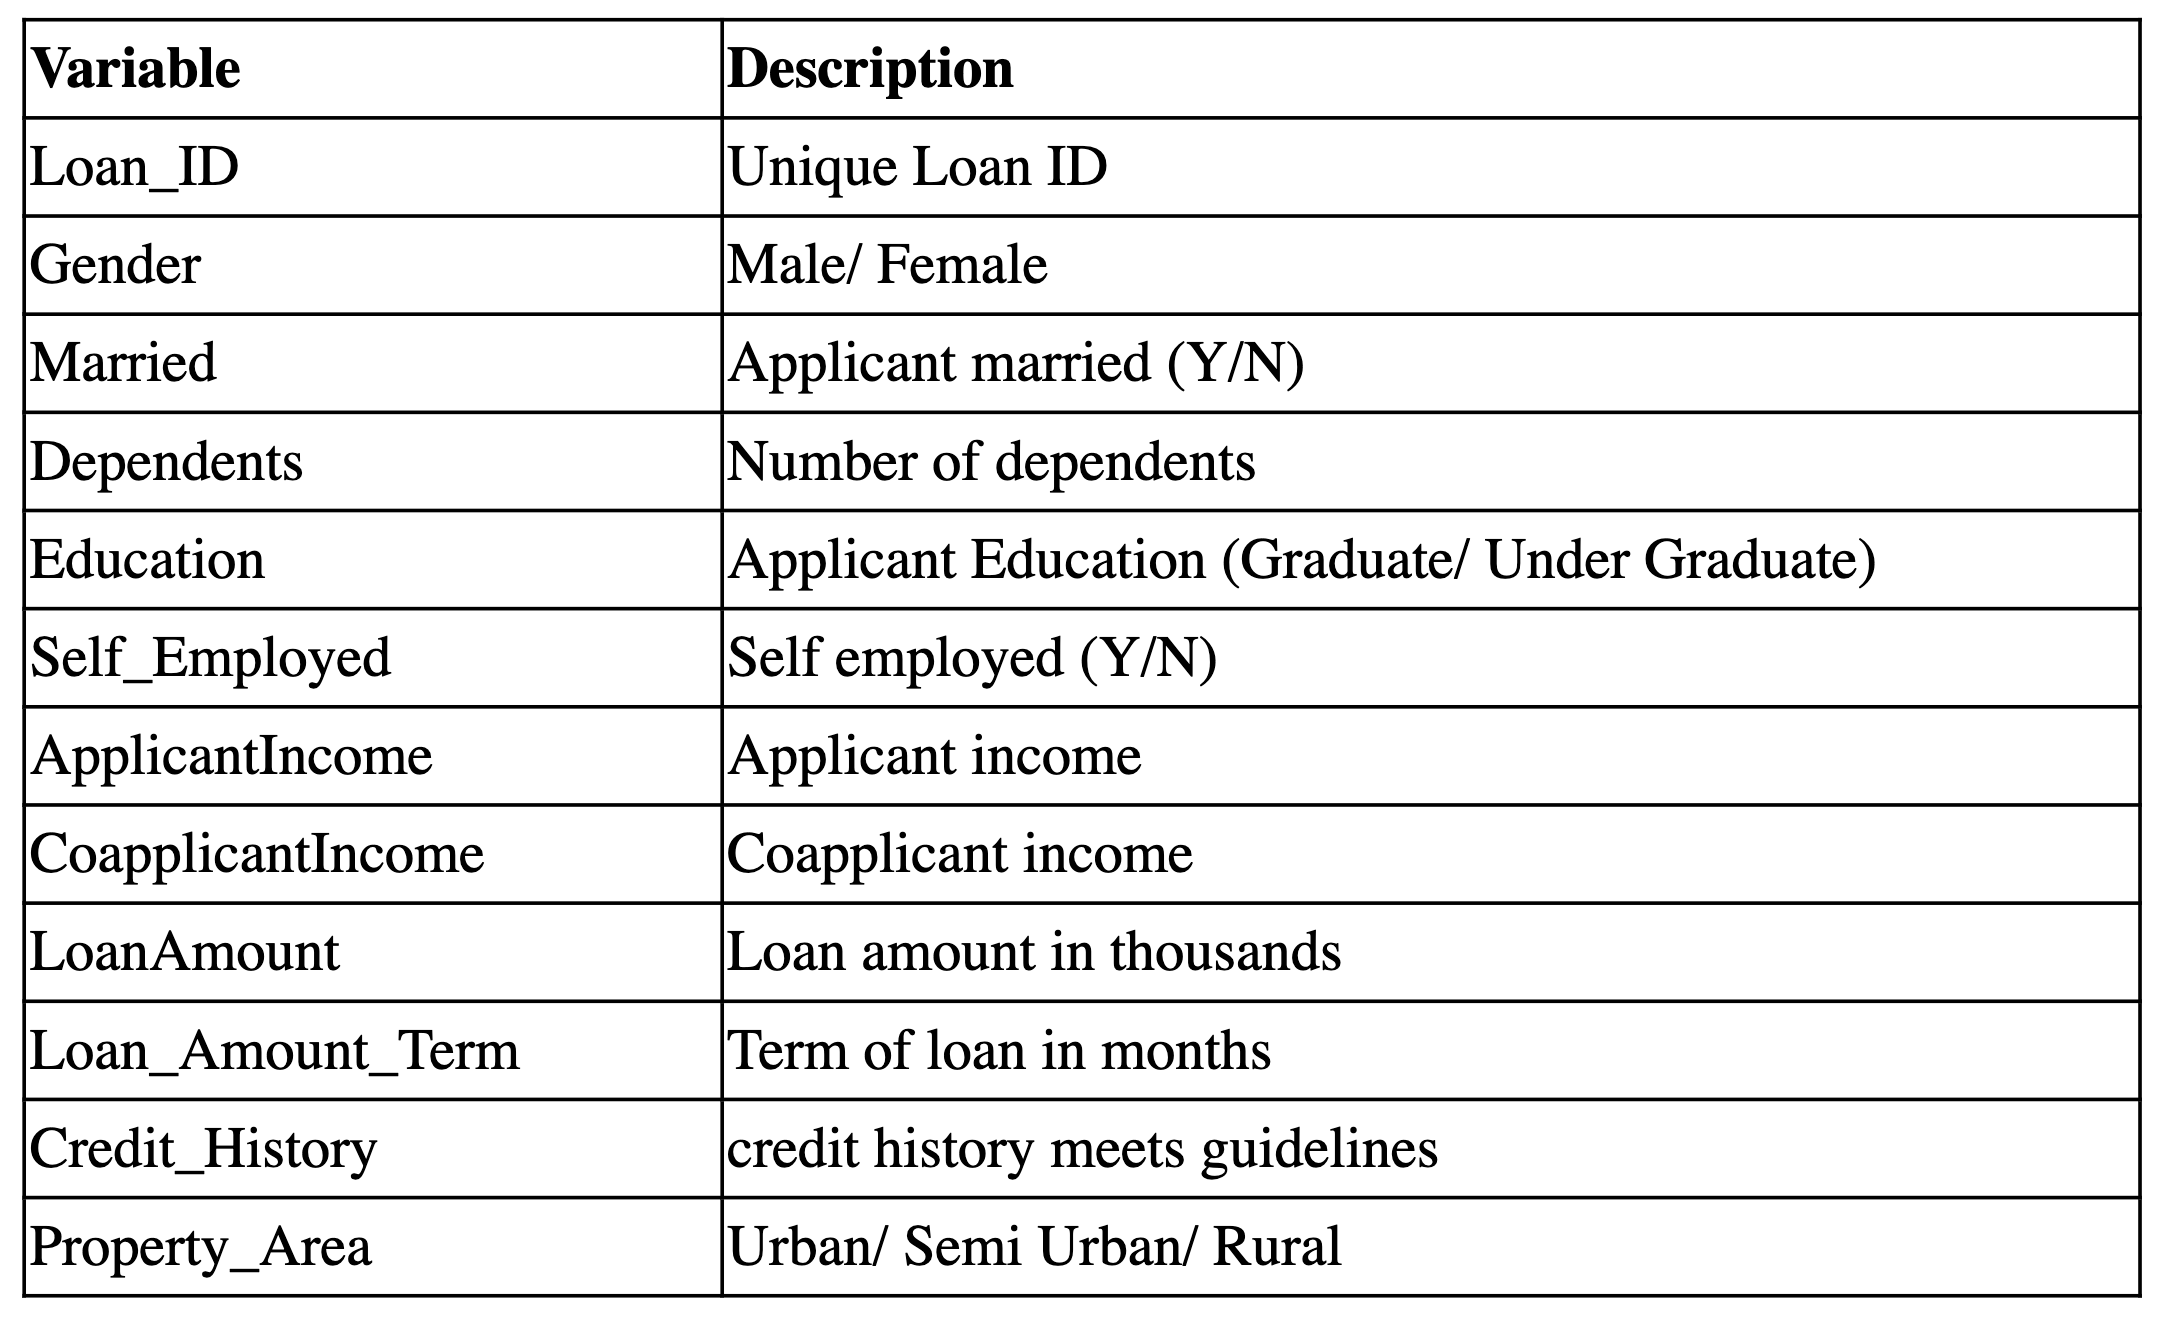 Variable Description
Loan_ID Unique Loan ID
Gender Male/ Female
Married Applicant married (Y/N)
Dependents Number of dependents
Education Applicant Education (Graduate/ Under Graduate)
Self_Employed Self employed (Y/N)
ApplicantIncome Applicant income
CoapplicantIncome Coapplicant income
LoanAmount Loan amount in thousands
Loan_Amount_Term Term of loan in months
Credit_History credit history meets guidelines
Property_Area Urban/ Semi Urban/ Rural